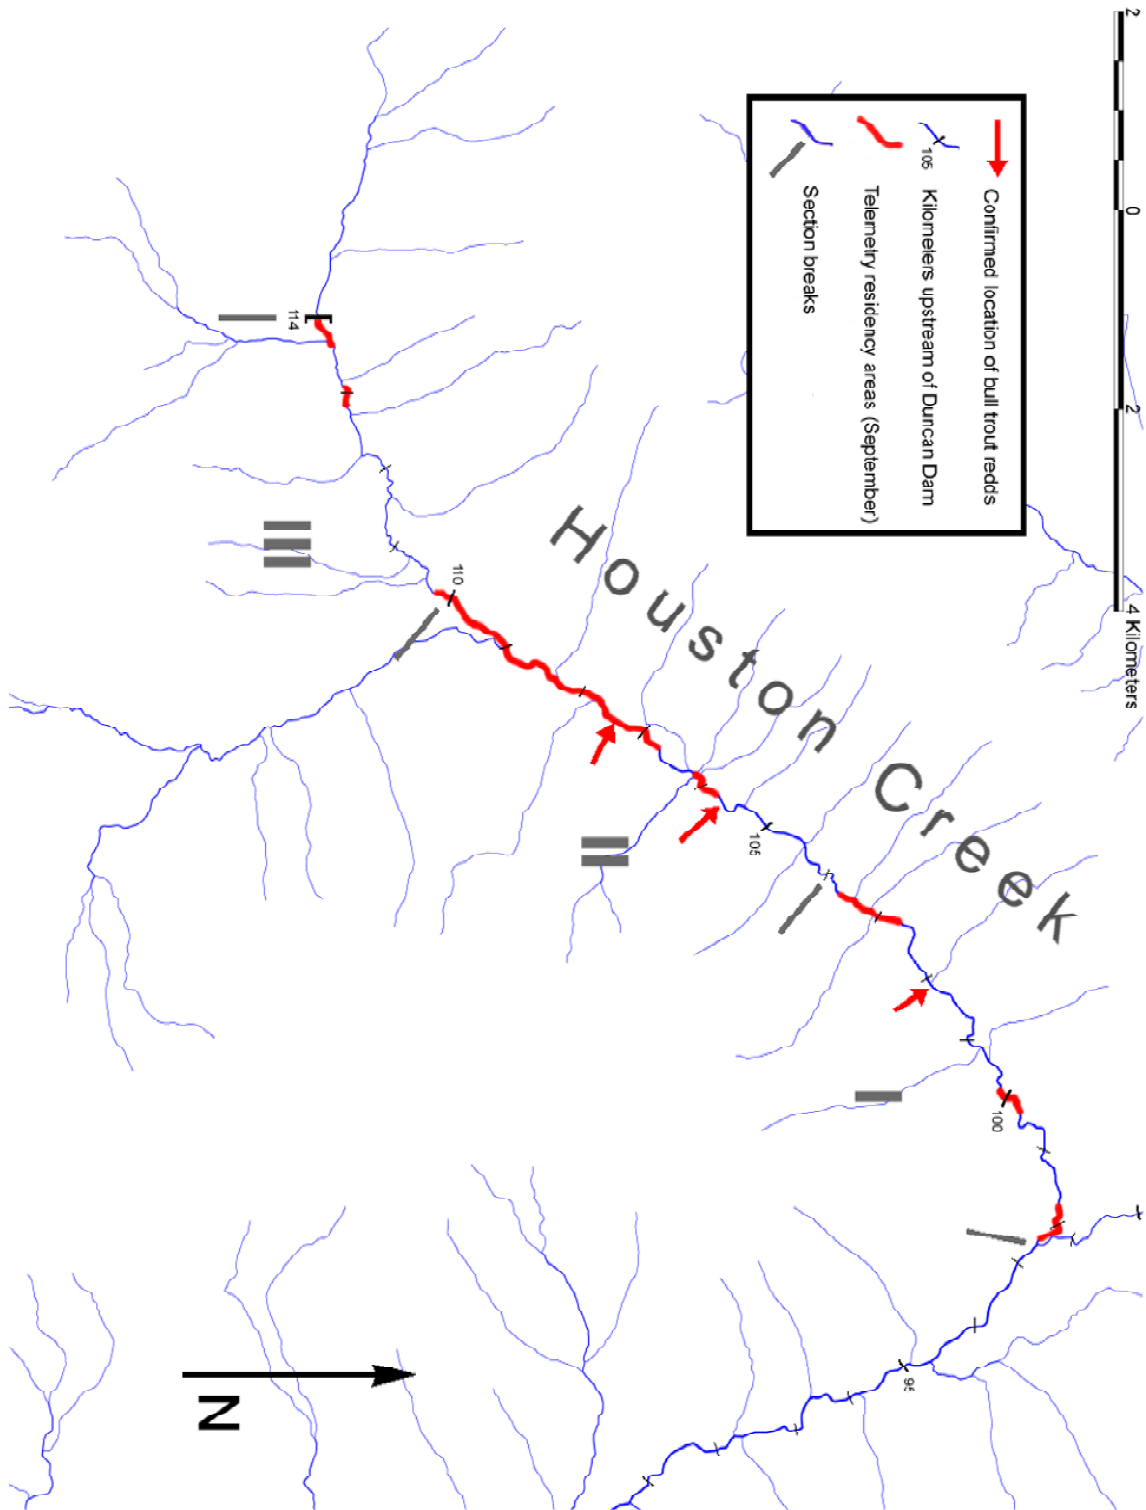 2 0 2 4 Kilometers
Confirmed location of bull trout redds
105 Kilometers upstream of Duncan Dam
Telemetry residency areas (September)
Section breaks
Houston Creek
114
110
105
100
95
III
II
I
N